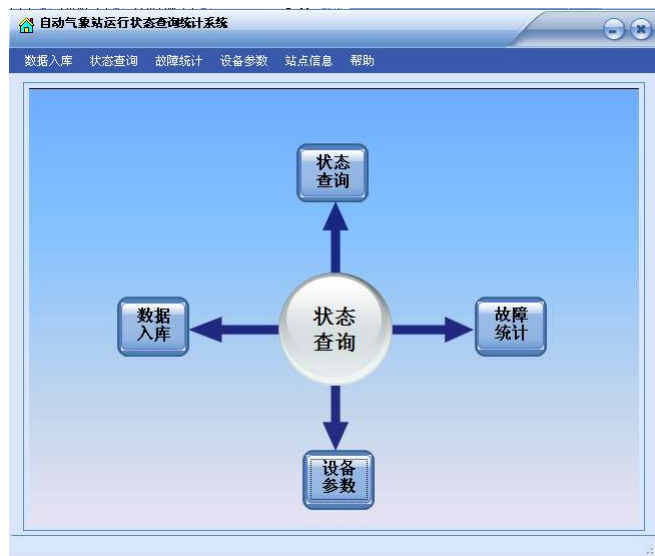 自动气象站运行状态查询统计系统
数据入库 状态查询 故障统计 设备参数 站点信息 帮助
状态
查询
数据
入库
状态
查询
故障
统计
设备
参数